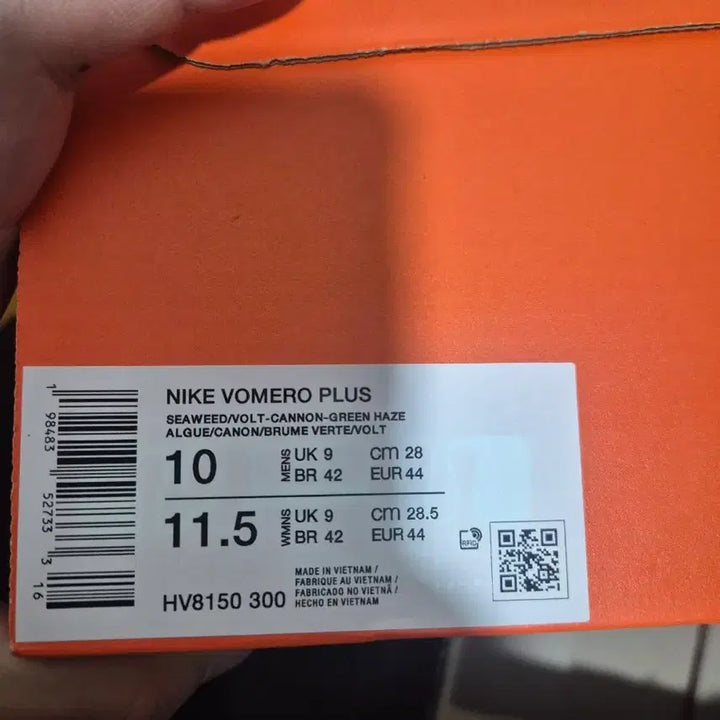 NIKE VOMERO PLUS
SEAWEED/VOLT-CANNON-GREEN HAZE
ALGUE/CANON/BRUME VERTE/VOLT
10 MENS UK 9 CM 28
BR 42 EUR 44
11.5 WMNS UK 9 CM 28.5
BR 42 EUR 44
RFID
HV8150 300
MADE IN VIETNAM /
FABRIQUE AU VIETNAM /
FABRICADO NO VIETNÃ /
HECHO EN VIETNAM
1 98483 52733 3 16